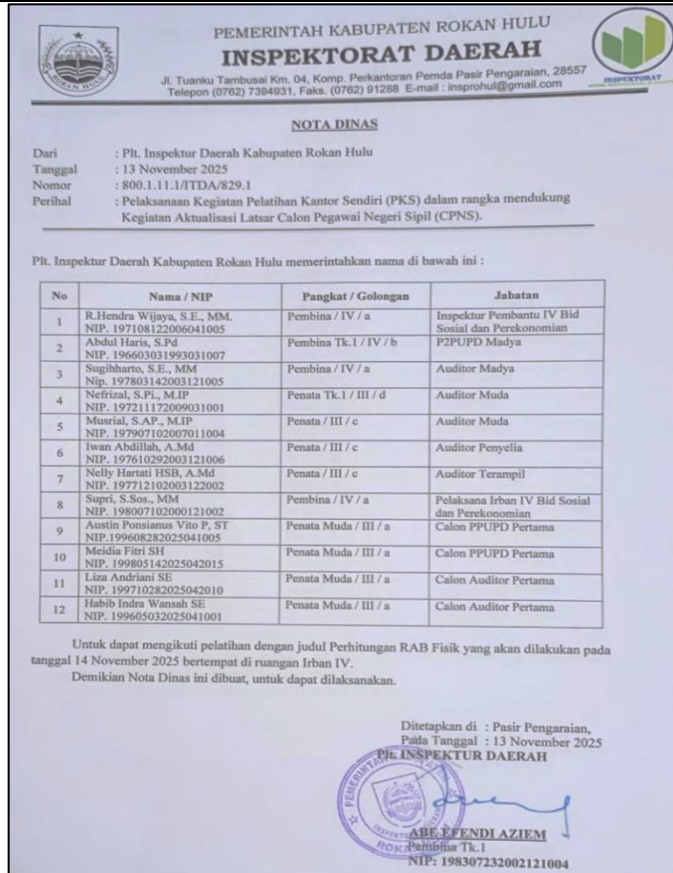 PEMERINTAH KABUPATEN ROKAN HULU
INSPEKTORAT DAERAH
Jl. Tuanku Tambusai Km. 04, Komp. Perkantoran Pemda Pasir Pengaraian, 28557
Telepon (0762) 7394931, Faks. (0762) 91288 E-mail : insprohul@gmail.com
ROKAN HULU
INSPEKTORAT
NOTA DINAS
Dari : Plt. Inspektur Daerah Kabupaten Rokan Hulu
Tanggal : 13 November 2025
Nomor : 800.1.11.1/ITDA/829.1
Perihal : Pelaksanaan Kegiatan Pelatihan Kantor Sendiri (PKS) dalam rangka mendukung
Kegiatan Aktualisasi Latsar Calon Pegawai Negeri Sipil (CPNS).
Plt. Inspektur Daerah Kabupaten Rokan Hulu memerintahkan nama di bawah ini :
No Nama / NIP Pangkat / Golongan Jabatan
1 R.Hendra Wijaya, S.E., MM. Pembina / IV / a Inspektur Pembantu IV Bid
NIP. 197108122006041005 Sosial dan Perekonomian
2 Abdul Haris, S.Pd Pembina Tk.1 / IV / b P2PUPD Madya
NIP. 196603031993031007
3 Sugihharto, S.E., MM Pembina / IV / a Auditor Madya
Nip. 197803142003121005
4 Nefrizal, S.Pi., M.IP Penata Tk.1 / III / d Auditor Muda
NIP. 197211172009031001
5 Musrial, S.AP., M.IP Penata / III / c Auditor Muda
NIP. 197907102007011004
6 Iwan Abdillah, A.Md Penata / III / c Auditor Penyelia
NIP. 197610292003121006
7 Nelly Hartati HSB, A.Md Penata / III / c Auditor Terampil
NIP. 197712102003122002
8 Supri, S.Sos., MM Pembina / IV / a Pelaksana Irban IV Bid Sosial
NIP. 198007102000121002 dan Perekonomian
9 Austin Ponsianus Vito P, ST Penata Muda / III / a Calon PPUPD Pertama
NIP.199608282025041005
10 Meidia Fitri SH Penata Muda / III / a Calon PPUPD Pertama
NIP. 199805142025042015
11 Liza Andriani SE Penata Muda / III / a Calon Auditor Pertama
NIP. 199710282025042010
12 Habib Indra Wansah SE Penata Muda / III / a Calon Auditor Pertama
NIP. 199605032025041001
Untuk dapat mengikuti pelatihan dengan judul Perhitungan RAB Fisik yang akan dilakukan pada
tanggal 14 November 2025 bertempat di ruangan Irban IV.
Demikian Nota Dinas ini dibuat, untuk dapat dilaksanakan.
Ditetapkan di : Pasir Pengaraian,
Pada Tanggal : 13 November 2025
Plt. INSPEKTUR DAERAH
ABE EFENDI AZIEM
Pembina Tk.1
NIP: 198307232002121004